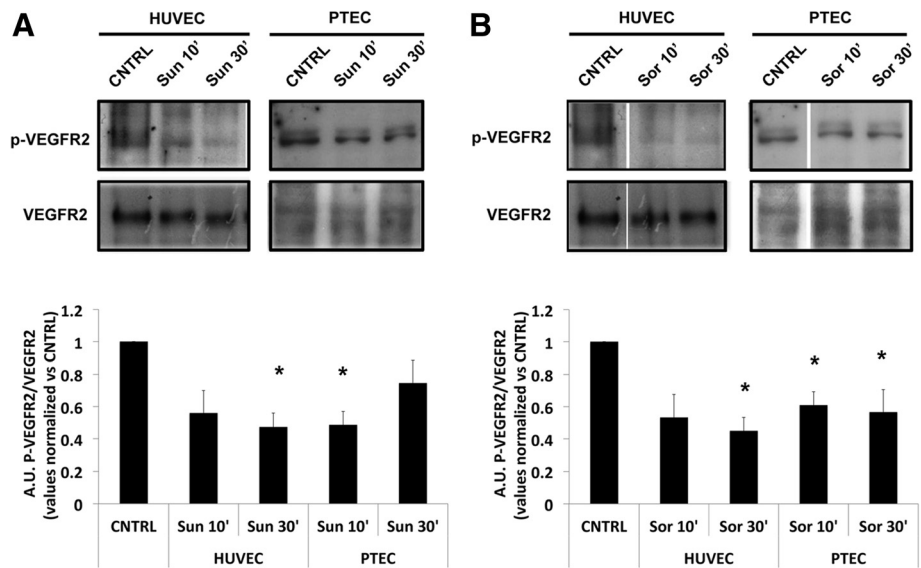 A
HUVEC PTEC
CNTRL Sun 10' Sun 30' CNTRL Sun 10' Sun 30'
p-VEGFR2
VEGFR2
A.U. P-VEGFR2/VEGFR2
(values normalized vs CNTRL)
1.2
1
0.8
0.6
0.4
0.2
0
* *
CNTRL Sun 10' Sun 30' Sun 10' Sun 30'
HUVEC PTEC
B
HUVEC PTEC
CNTRL Sor 10' Sor 30' CNTRL Sor 10' Sor 30'
p-VEGFR2
VEGFR2
A.U. P-VEGFR2/VEGFR2
(values normalized vs CNTRL)
1.2
1
0.8
0.6
0.4
0.2
0
* * *
CNTRL Sor 10' Sor 30' Sor 10' Sor 30'
HUVEC PTEC